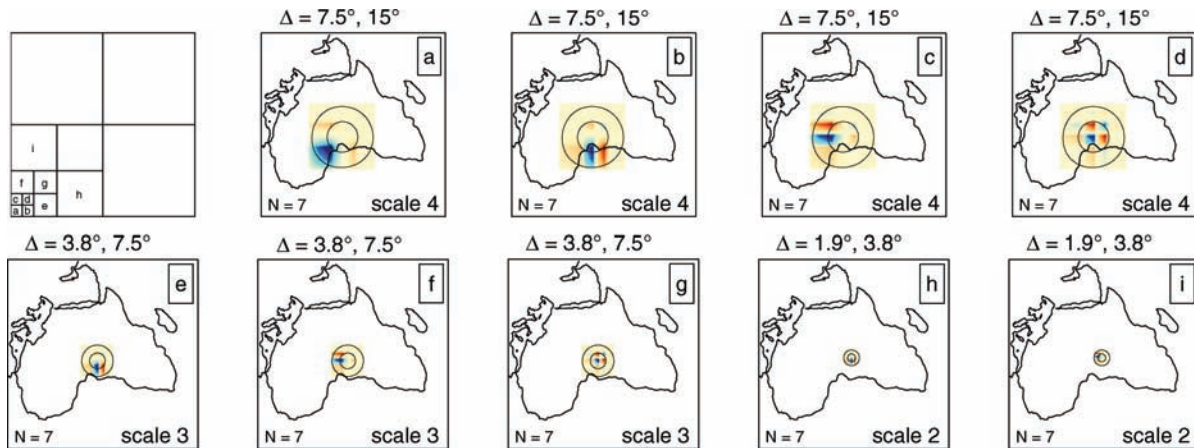 Δ = 7.5°, 15°
Δ = 7.5°, 15°
Δ = 7.5°, 15°
Δ = 7.5°, 15°
i
f g
c d
a b
e
h
a
N = 7
scale 4
b
N = 7
scale 4
c
N = 7
scale 4
d
N = 7
scale 4
Δ = 3.8°, 7.5°
Δ = 3.8°, 7.5°
Δ = 3.8°, 7.5°
Δ = 1.9°, 3.8°
Δ = 1.9°, 3.8°
e
N = 7
scale 3
f
N = 7
scale 3
g
N = 7
scale 3
h
N = 7
scale 2
i
N = 7
scale 2